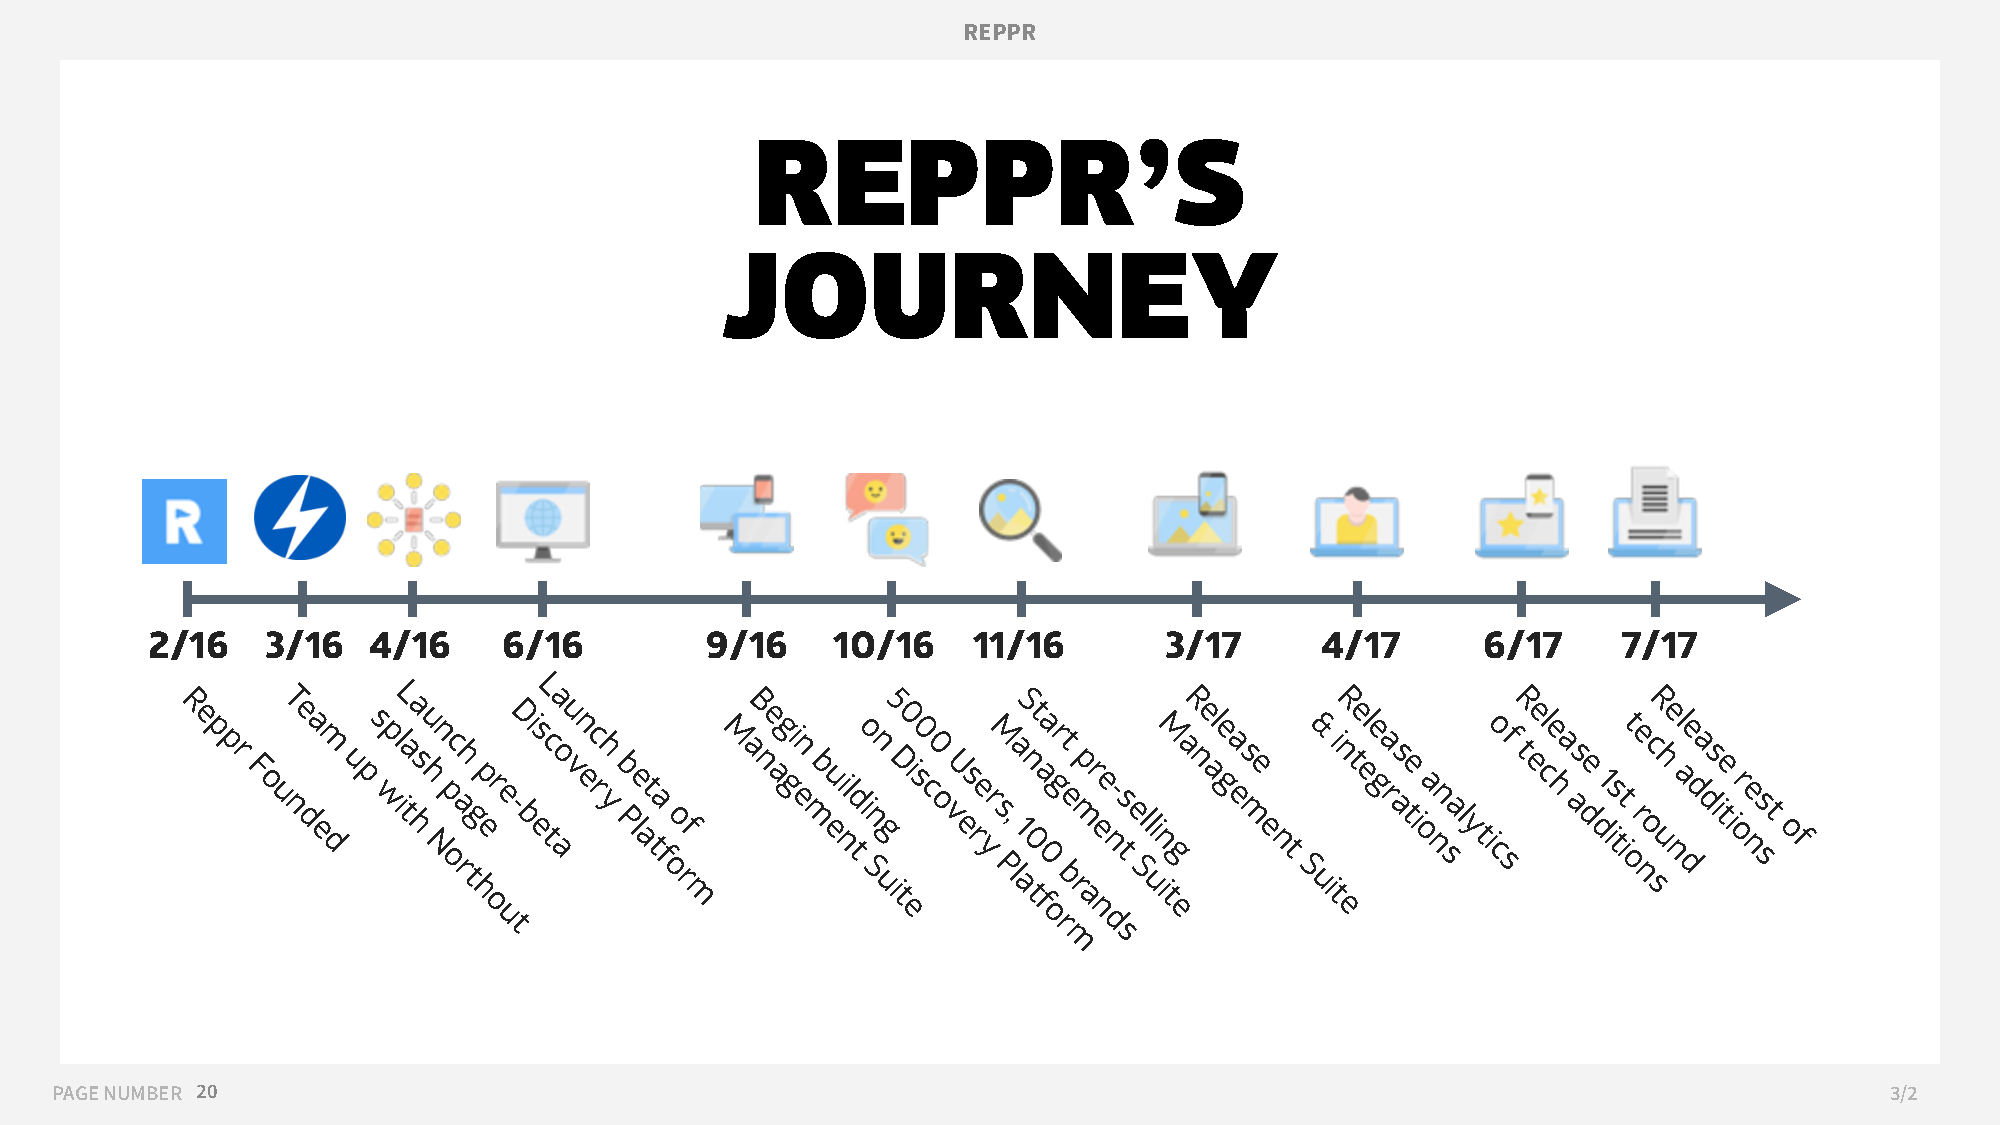 REPPR
REPPR’S
JOURNEY
R
2/16
3/16
4/16
6/16
9/16
10/16
11/16
3/17
4/17
6/17
7/17
Reppr Founded
Team up with Northout
Launch pre-beta
splash page
Launch beta of
Discovery Platform
Begin building
Management Suite
5000 Users, 100 brands
on Discovery Platform
Start pre-selling
Management Suite
Release
Management Suite
Release analytics
& integrations
Release 1st round
of tech additions
Release rest of
tech additions
PAGE NUMBER 20
3/2